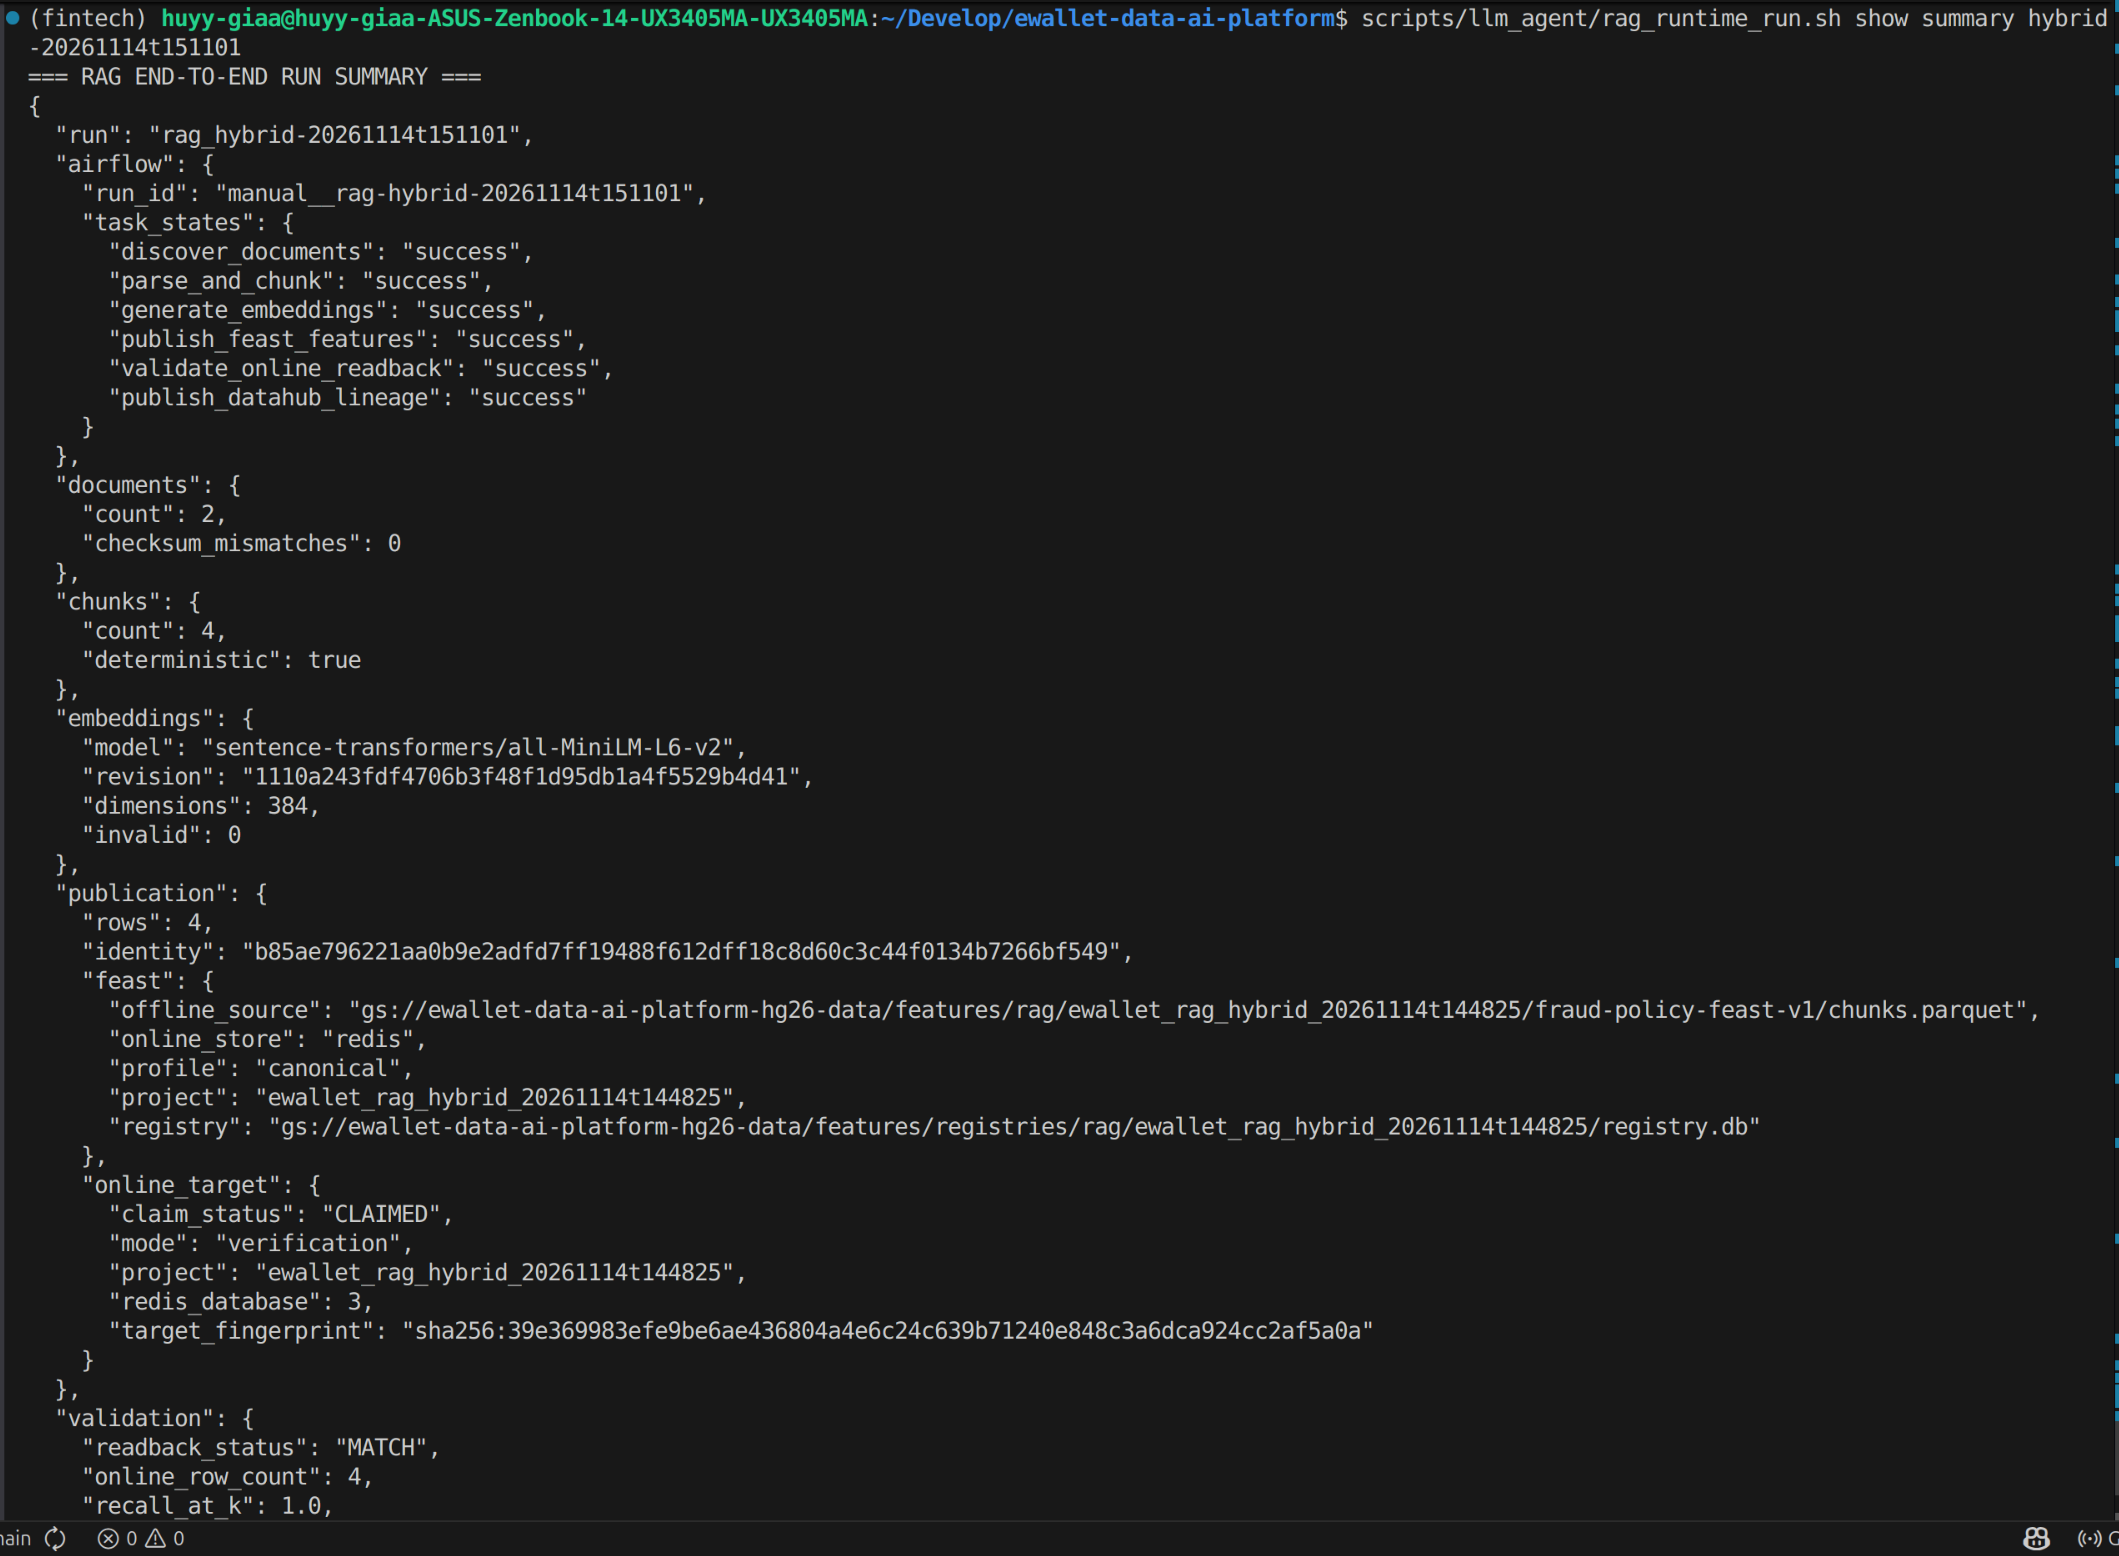 (fintech) huyy-giaa@huyy-giaa-ASUS-Zenbook-14-UX3405MA-UX3405MA:~/Develop/ewallet-data-ai-platform$ scripts/llm_agent/rag_runtime_run.sh show summary hybrid
-20261114t151101
=== RAG END-TO-END RUN SUMMARY ===
{
  "run": "rag_hybrid-20261114t151101",
  "airflow": {
    "run_id": "manual__rag-hybrid-20261114t151101",
    "task_states": {
      "discover_documents": "success",
      "parse_and_chunk": "success",
      "generate_embeddings": "success",
      "publish_feast_features": "success",
      "validate_online_readback": "success",
      "publish_datahub_lineage": "success"
    }
  },
  "documents": {
    "count": 2,
    "checksum_mismatches": 0
  },
  "chunks": {
    "count": 4,
    "deterministic": true
  },
  "embeddings": {
    "model": "sentence-transformers/all-MiniLM-L6-v2",
    "revision": "1110a243fdf4706b3f48f1d95db1a4f5529b4d41",
    "dimensions": 384,
    "invalid": 0
  },
  "publication": {
    "rows": 4,
    "identity": "b85ae796221aa0b9e2adfd7ff19488f612dff18c8d60c3c44f0134b7266bf549",
    "feast": {
      "offline_source": "gs://ewallet-data-ai-platform-hg26-data/features/rag/ewallet_rag_hybrid_20261114t144825/fraud-policy-feast-v1/chunks.parquet",
      "online_store": "redis",
      "profile": "canonical",
      "project": "ewallet_rag_hybrid_20261114t144825",
      "registry": "gs://ewallet-data-ai-platform-hg26-data/features/registries/rag/ewallet_rag_hybrid_20261114t144825/registry.db"
    },
    "online_target": {
      "claim_status": "CLAIMED",
      "mode": "verification",
      "project": "ewallet_rag_hybrid_20261114t144825",
      "redis_database": 3,
      "target_fingerprint": "sha256:39e369983efe9be6ae436804a4e6c24c639b71240e848c3a6dca924cc2af5a0a"
    }
  },
  "validation": {
    "readback_status": "MATCH",
    "online_row_count": 4,
    "recall_at_k": 1.0,
0 0